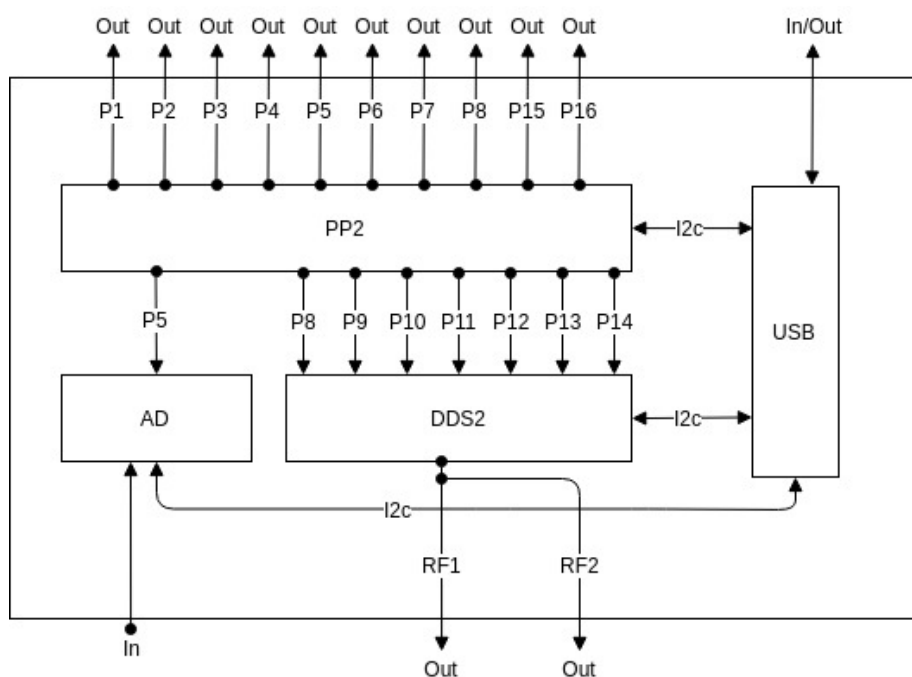 Out Out Out Out Out Out Out Out Out Out In/Out
P1 P2 P3 P4 P5 P6 P7 P8 P15 P16
PP2 I2c
P5 P8 P9 P10 P11 P12 P13 P14 USB
AD DDS2 I2c
I2c
RF1 RF2
In
Out Out